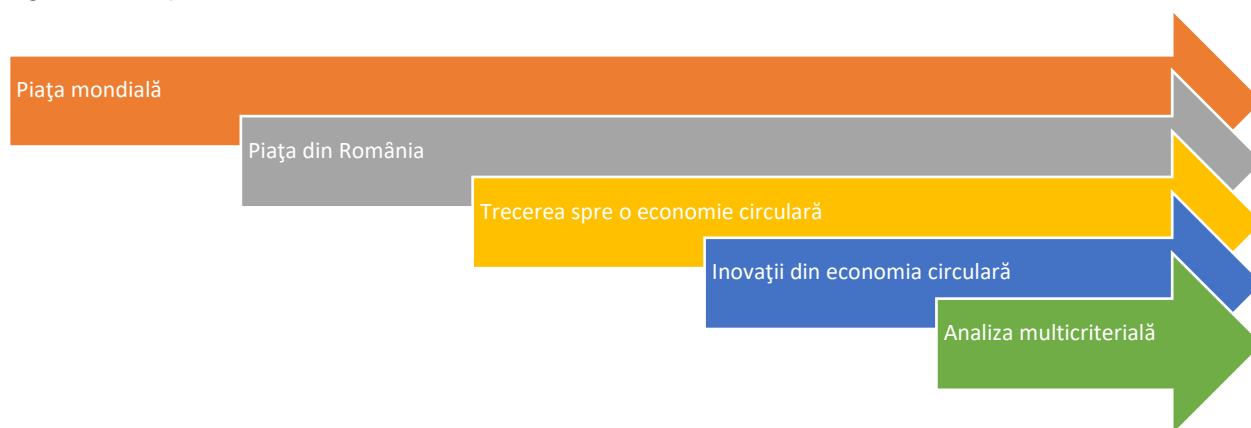 Piaţa mondială
Piaţa din România
Trecerea spre o economie circulară
Inovaţii din economia circulară
Analiza multicriterială